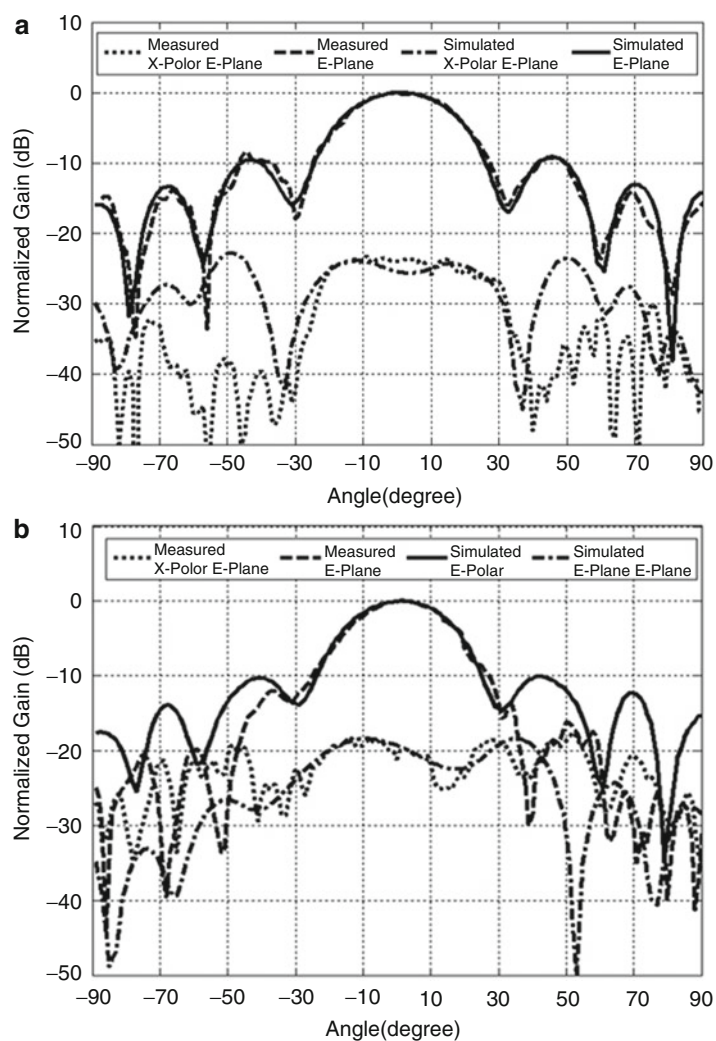 a
10
0
–10
–20
–30
–40
–50
Normalized Gain (dB)
Measured
X-Polor E-Plane
Measured
E-Plane
Simulated
X-Polar E-Plane
Simulated
E-Plane
–90 –70 –50 –30 –10 10 30 50 70 90
Angle(degree)
b
10
0
–10
–20
–30
–40
–50
Normalized Gain (dB)
Measured
X-Polor E-Plane
Measured
E-Plane
Simulated
E-Polar
Simulated
E-Plane E-Plane
–90 –70 –50 –30 –10 10 30 50 70 90
Angle(degree)